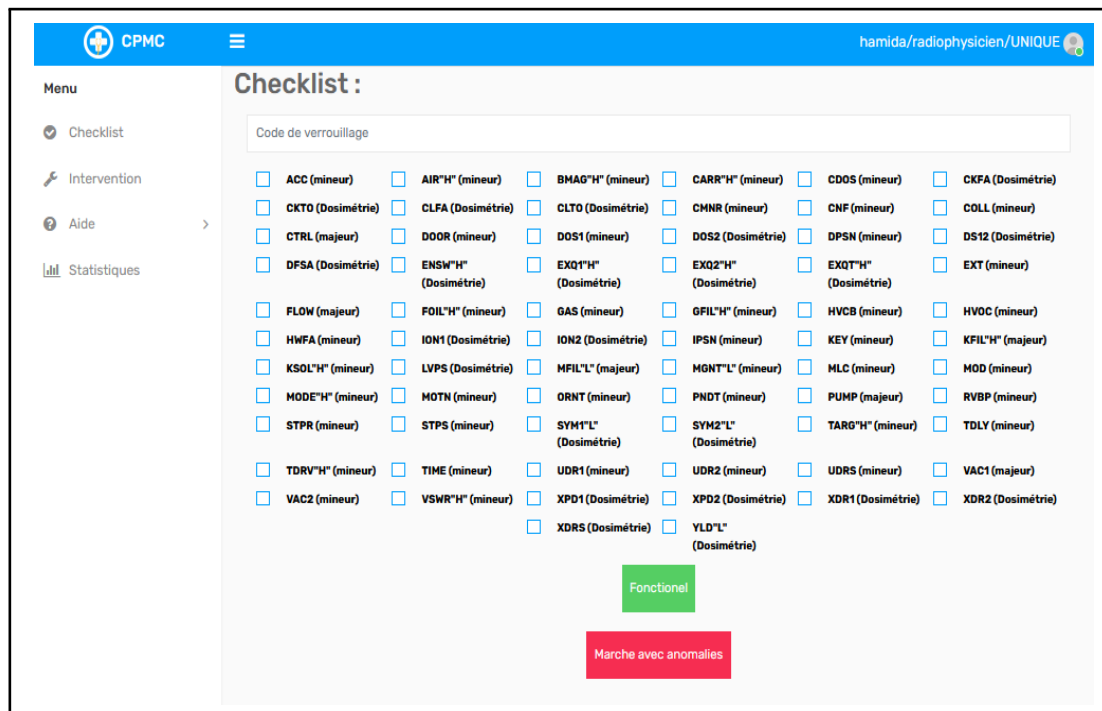 CPMC
hamida/radiophysicien/UNIQUE
Menu
Checklist
Intervention
Aide
Statistiques
Checklist :
Code de verrouillage
ACC (mineur) AIR"H" (mineur) BMAG"H" (mineur) CARR"H" (mineur) CDOS (mineur) CKFA (Dosimétrie)
CKTO (Dosimétrie) CLFA (Dosimétrie) CLTO (Dosimétrie) CMNR (mineur) CNF (mineur) COLL (mineur)
CTRL (majeur) DOOR (mineur) DOS1 (mineur) DOS2 (Dosimétrie) DPSN (mineur) DS12 (Dosimétrie)
DFSA (Dosimétrie) ENSW"H" EXQ1"H" EXQ2"H" EXQT"H" EXT (mineur)
(Dosimétrie) (Dosimétrie) (Dosimétrie) (Dosimétrie)
FLOW (majeur) FOIL"H" (mineur) GAS (mineur) GFIL"H" (mineur) HVCB (mineur) HVOC (mineur)
HWFA (mineur) ION1 (Dosimétrie) ION2 (Dosimétrie) IPSN (mineur) KEY (mineur) KFIL"H" (majeur)
KSOL"H" (mineur) LVPS (Dosimétrie) MFIL"L" (majeur) MGNT"L" (mineur) MLC (mineur) MOD (mineur)
MODE"H" (mineur) MOTN (mineur) ORNT (mineur) PNDT (mineur) PUMP (majeur) RVBP (mineur)
STPR (mineur) STPS (mineur) SYM1"L" SYM2"L" TARG"H" (mineur) TDLY (mineur)
(Dosimétrie) (Dosimétrie)
TDRV"H" (mineur) TIME (mineur) UDR1 (mineur) UDR2 (mineur) UDRS (mineur) VAC1 (majeur)
VAC2 (mineur) VSWR"H" (mineur) XPD1 (Dosimétrie) XPD2 (Dosimétrie) XDR1 (Dosimétrie) XDR2 (Dosimétrie)
XDRS (Dosimétrie) YLD"L"
(Dosimétrie)
Fonctionel
Marche avec anomalies